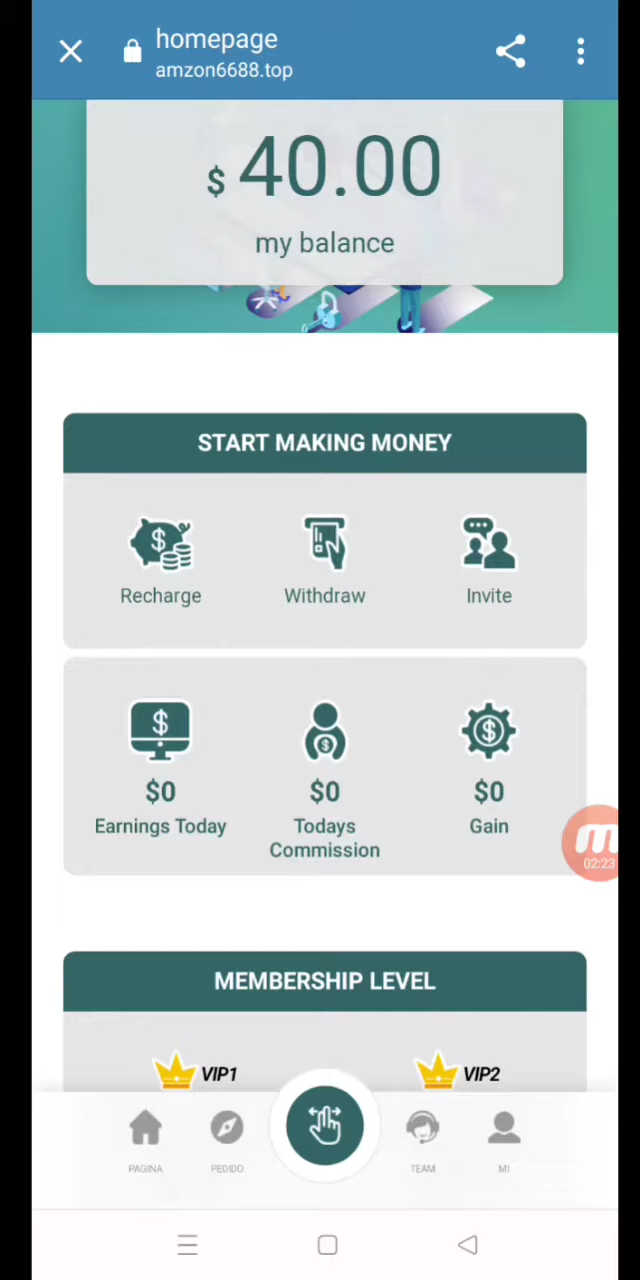 homepage
amzon6688.top
$ 40.00
my balance
START MAKING MONEY
Recharge
Withdraw
Invite
$0
$0
$0
Earnings Today
Todays
Commission
Gain
02:23
MEMBERSHIP LEVEL
VIP1
VIP2
PAGINA
PEDIDO
TEAM
MI